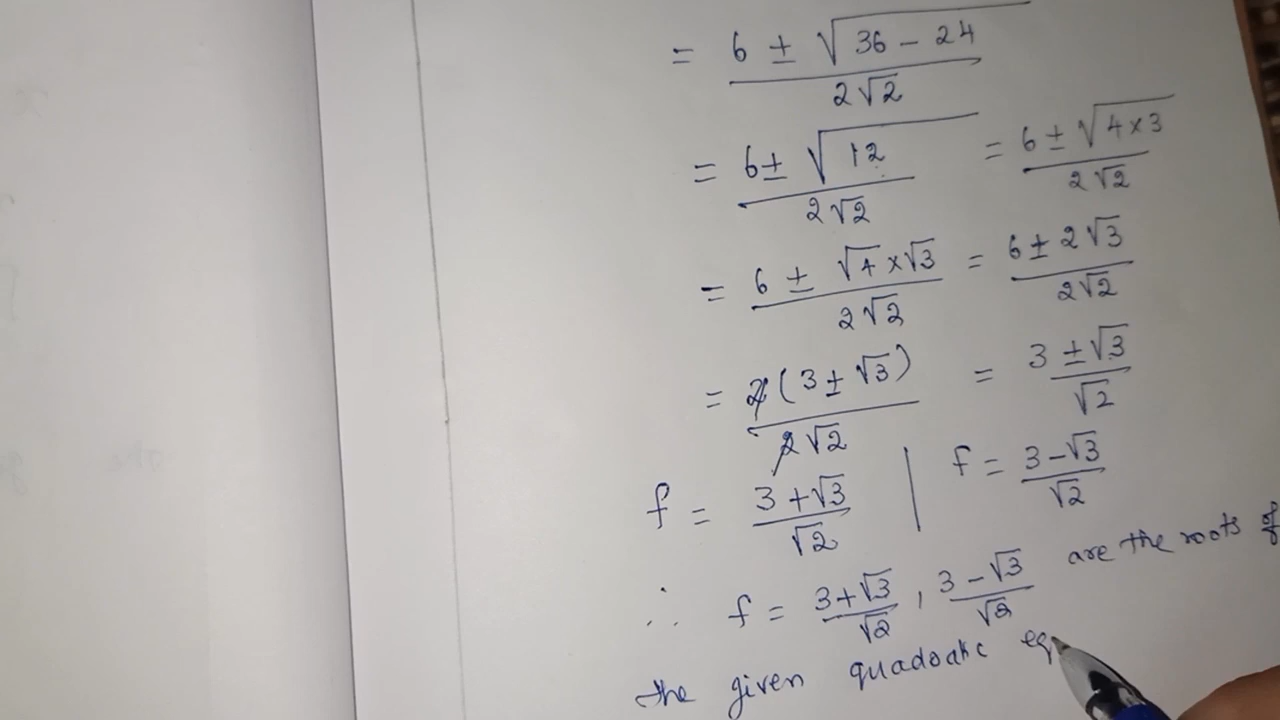 = 6 ± √36 - 24 / 2√2
= 6 ± √12 / 2√2 = 6 ± √4×3 / 2√2
= 6 ± √4 × √3 / 2√2 = 6 ± 2√3 / 2√2
= 2(3 ± √3) / 2√2 = 3 ± √3 / √2
f = 3 + √3 / √2 | f = 3 - √3 / √2
∴ f = 3 + √3 / √2 , 3 - √3 / √2 are the roots of
the given quadoatic eq